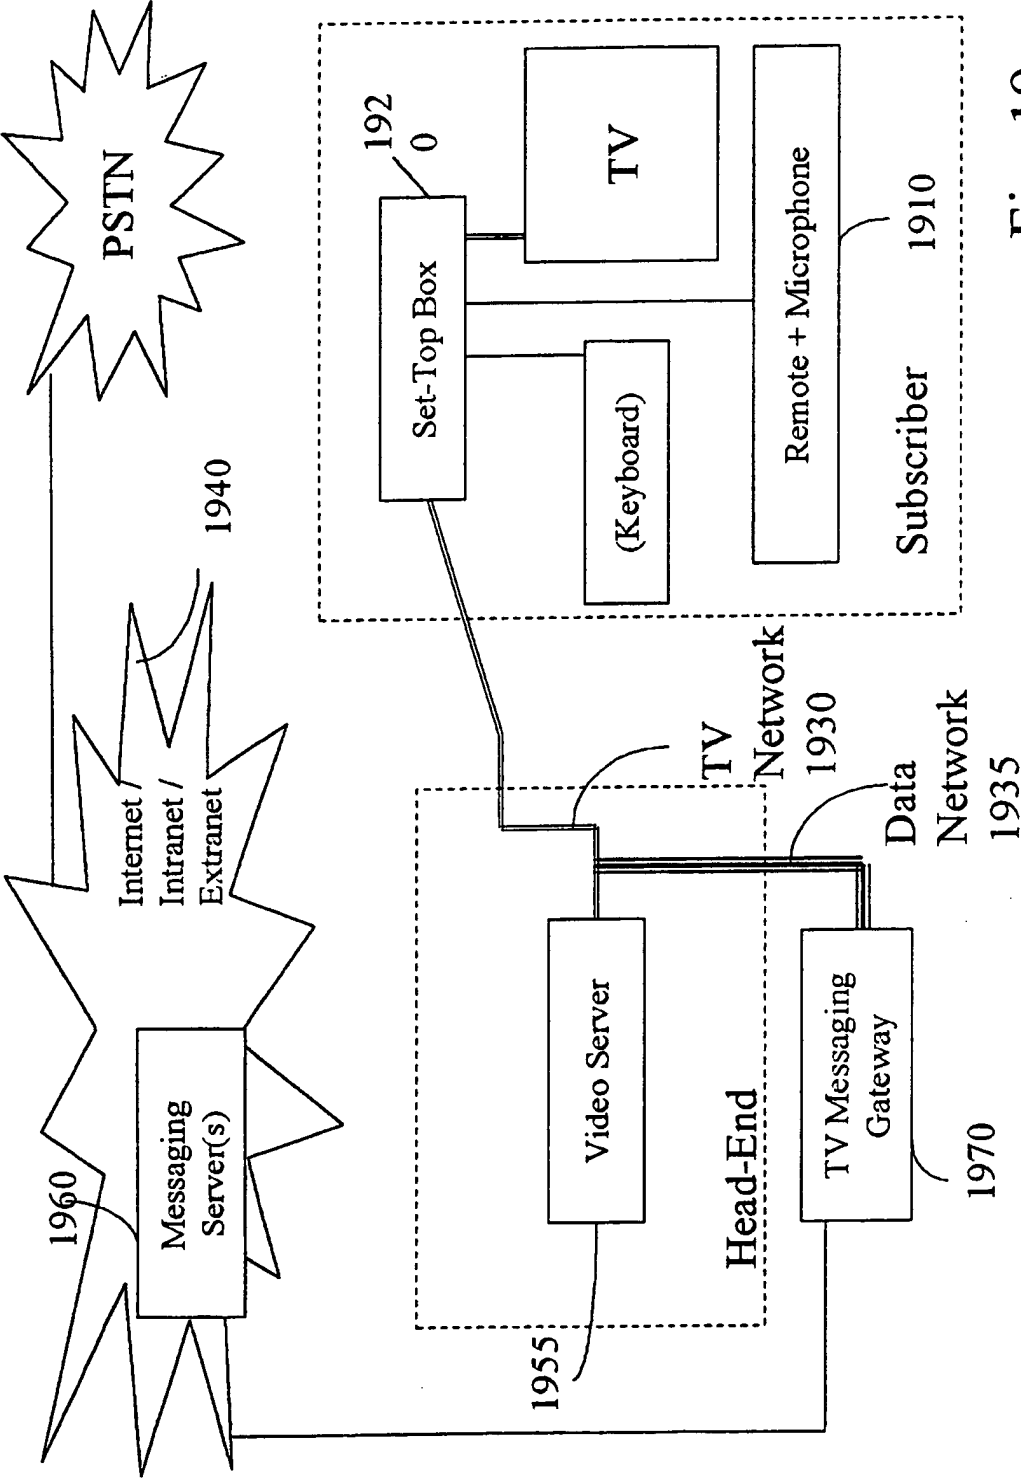 PSTN
1940
Internet /
Intranet /
Extranet
1960
Messaging
Server(s)
192
0
Set-Top Box
TV
(Keyboard)
Remote + Microphone
1910
Subscriber
TV
Network
1930
Data
Network
1935
Video Server
1955
Head-End
TV Messaging
Gateway
1970